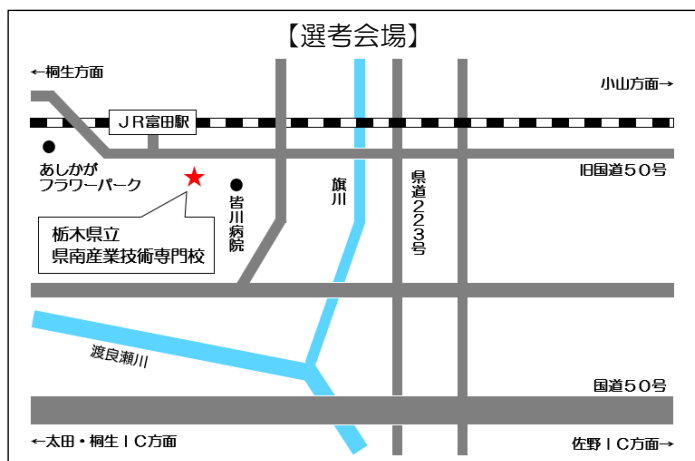 【選考会場】
←桐生方面
小山方面→
ＪＲ富田駅
あしかが
フラワーパーク
旧国道５０号
皆川病院
旗川
県道２２３号
栃木県立
県南産業技術専門校
渡良瀬川
国道５０号
←太田・桐生ＩＣ方面
佐野ＩＣ方面→